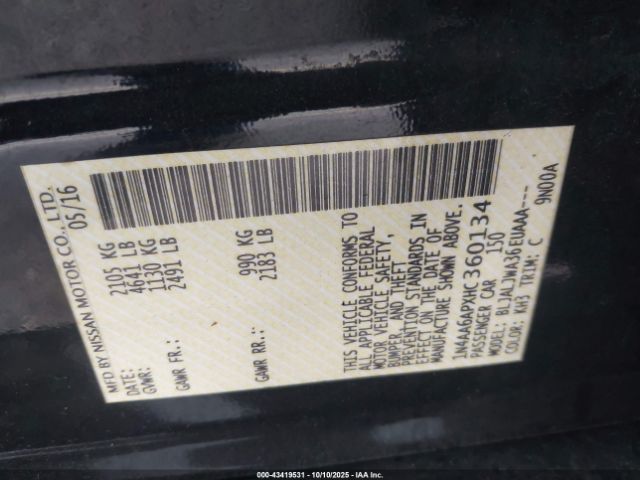 MFD BY NISSAN MOTOR CO., LTD.
DATE: 05/16
GVWR: 2105 KG
4641 LB
GAWR FR.: 1130 KG
2491 LB
GAWR RR.: 990 KG
2183 LB
THIS VEHICLE CONFORMS TO
ALL APPLICABLE FEDERAL
MOTOR VEHICLE SAFETY,
BUMPER, AND THEFT
PREVENTION STANDARDS IN
EFFECT ON THE DATE OF
MANUFACTURE SHOWN ABOVE.
1N4AA6APXHC360134
PASSENGER CAR 150
MODEL: BLJALJWA36EUAAA----
COLOR: KH3 TRIM: C 9N00A
000-43419531 - 10/10/2025 - IAA Inc.